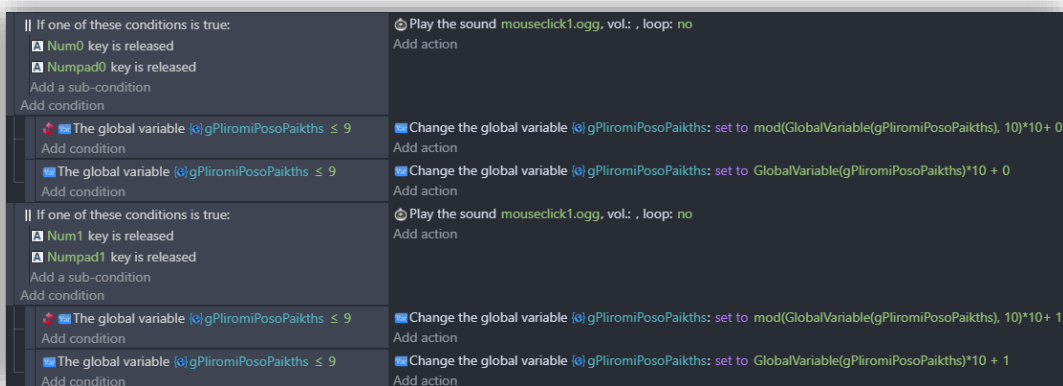 If one of these conditions is true:
Play the sound mouseclick1.ogg, vol.: , loop: no
Num0 key is released
Add action
Numpad0 key is released
Add a sub-condition
Add condition
The global variable gPliromiPosoPaikths ≤ 9
Change the global variable gPliromiPosoPaikths: set to mod(GlobalVariable(gPliromiPosoPaikths), 10)*10+ 0
Add condition
Add action
The global variable gPliromiPosoPaikths ≤ 9
Change the global variable gPliromiPosoPaikths: set to GlobalVariable(gPliromiPosoPaikths)*10 + 0
Add condition
Add action
If one of these conditions is true:
Play the sound mouseclick1.ogg, vol.: , loop: no
Num1 key is released
Add action
Numpad1 key is released
Add a sub-condition
Add condition
The global variable gPliromiPosoPaikths ≤ 9
Change the global variable gPliromiPosoPaikths: set to mod(GlobalVariable(gPliromiPosoPaikths), 10)*10+ 1
Add condition
Add action
The global variable gPliromiPosoPaikths ≤ 9
Change the global variable gPliromiPosoPaikths: set to GlobalVariable(gPliromiPosoPaikths)*10 + 1
Add condition
Add action